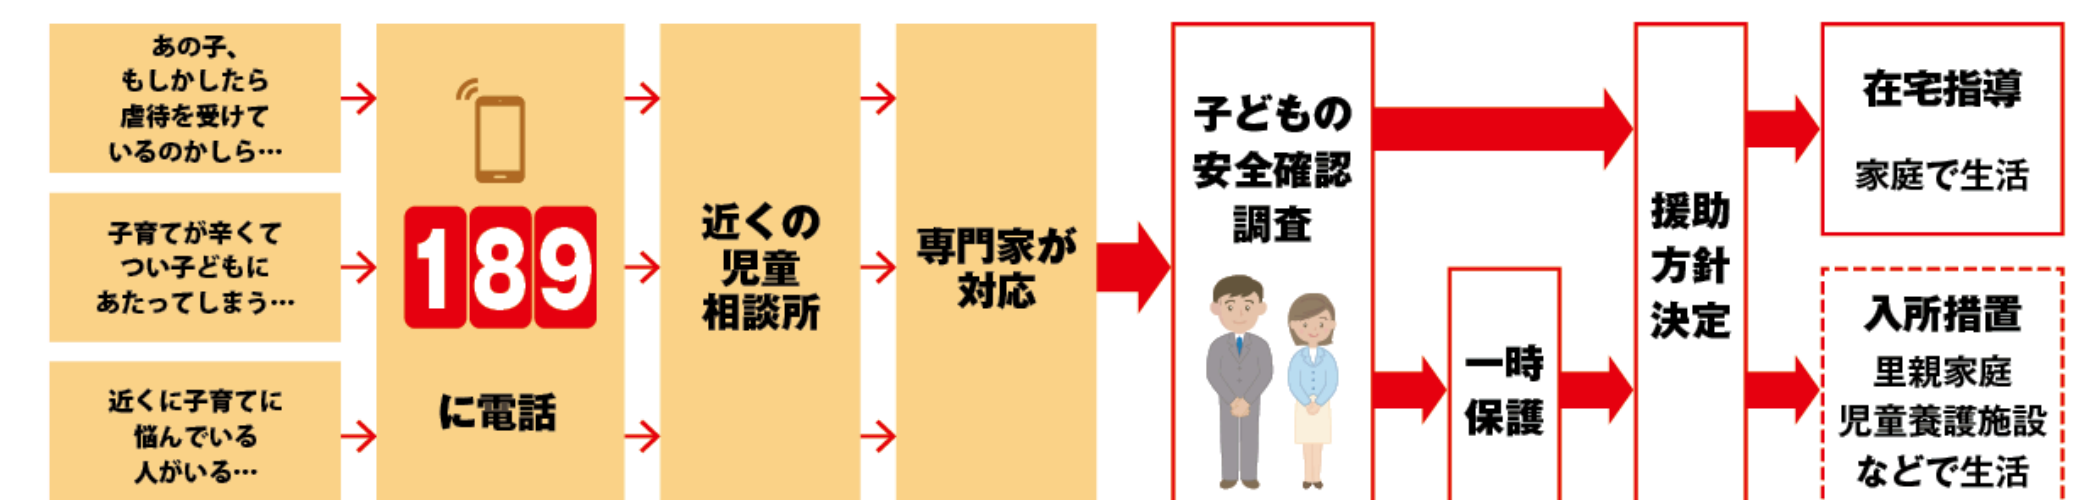 あの子、
もしかしたら
虐待を受けて
いるのかしら…
子育てが辛くて
つい子どもに
あたってしまう…
近くに子育てに
悩んでいる
人がいる…
189
に電話
近くの
児童
相談所
専門家が
対応
子どもの
安全確認
調査
一時
保護
援助
方針
決定
在宅指導
家庭で生活
入所措置
里親家庭
児童養護施設
などで生活